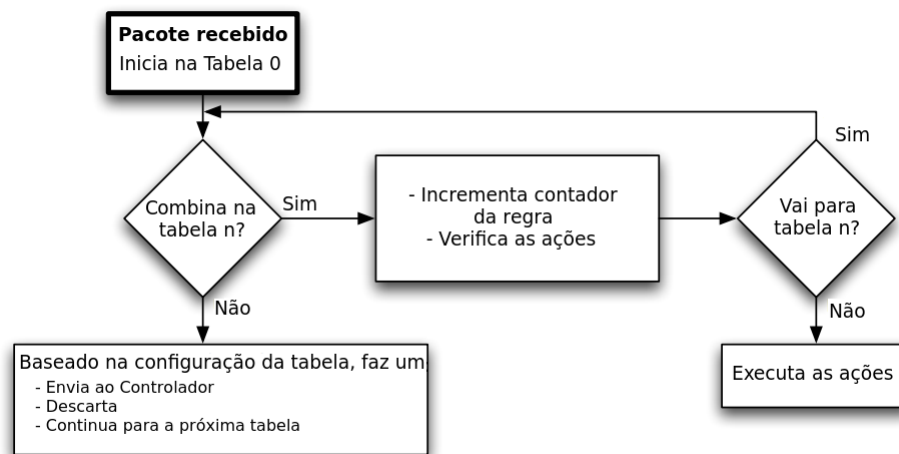 Pacote recebido
Inicia na Tabela 0
Sim
Combina na
tabela n?
Sim
- Incrementa contador
da regra
- Verifica as ações
Vai para
tabela n?
Não
Não
Baseado na configuração da tabela, faz um
- Envia ao Controlador
- Descarta
- Continua para a próxima tabela
Executa as ações